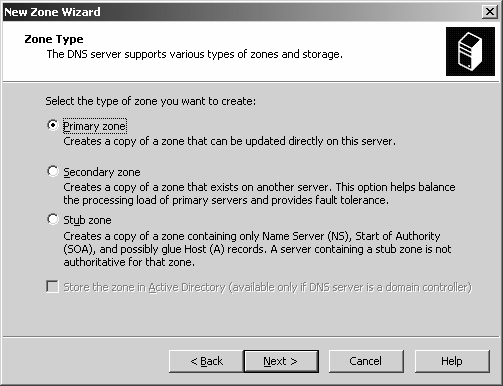 New Zone Wizard
Zone Type
The DNS server supports various types of zones and storage.
Select the type of zone you want to create:
Primary zone
Creates a copy of a zone that can be updated directly on this server.
Secondary zone
Creates a copy of a zone that exists on another server. This option helps balance
the processing load of primary servers and provides fault tolerance.
Stub zone
Creates a copy of a zone containing only Name Server (NS), Start of Authority
(SOA), and possibly glue Host (A) records. A server containing a stub zone is not
authoritative for that zone.
Store the zone in Active Directory (available only if DNS server is a domain controller)
< Back Next > Cancel Help